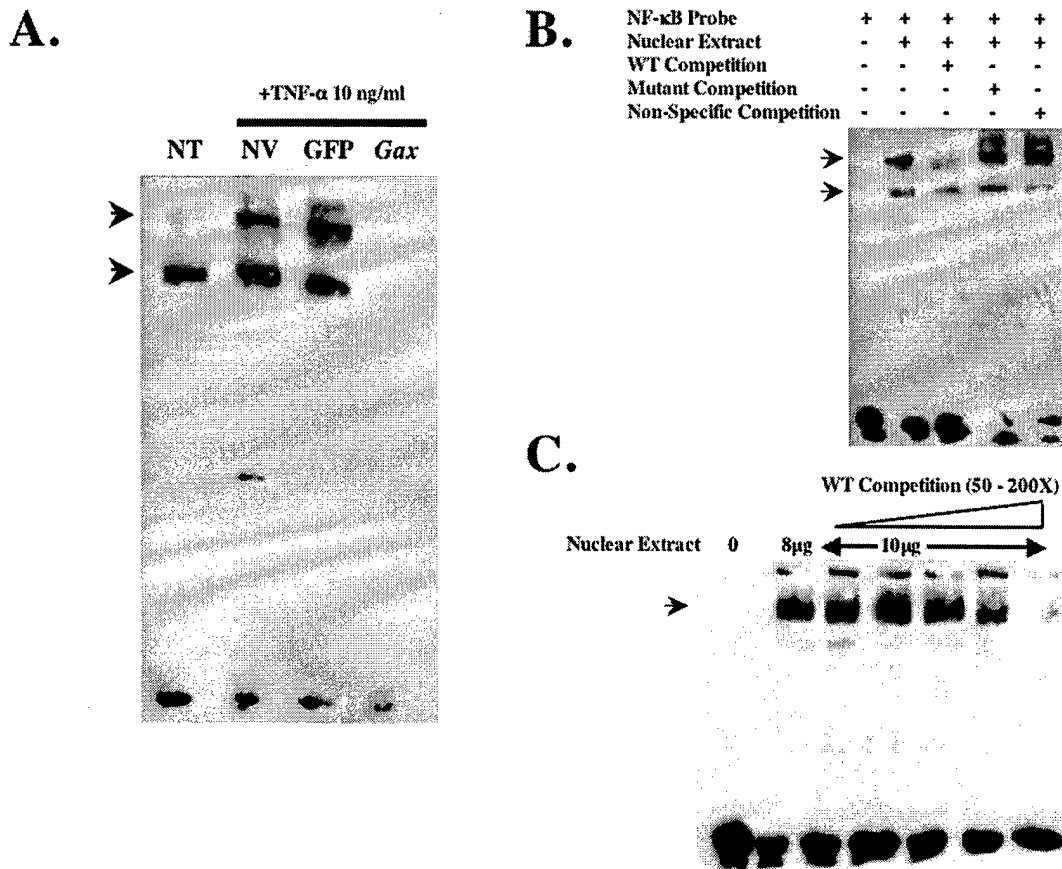 A.
+TNF-α 10 ng/ml
NT NV GFP Gax
B.
NF-κB Probe + + + + +
Nuclear Extract - + + + +
WT Competition - - + - -
Mutant Competition - - - + -
Non-Specific Competition - - - - +
C.
WT Competition (50 - 200X)
Nuclear Extract 0 8μg 10μg